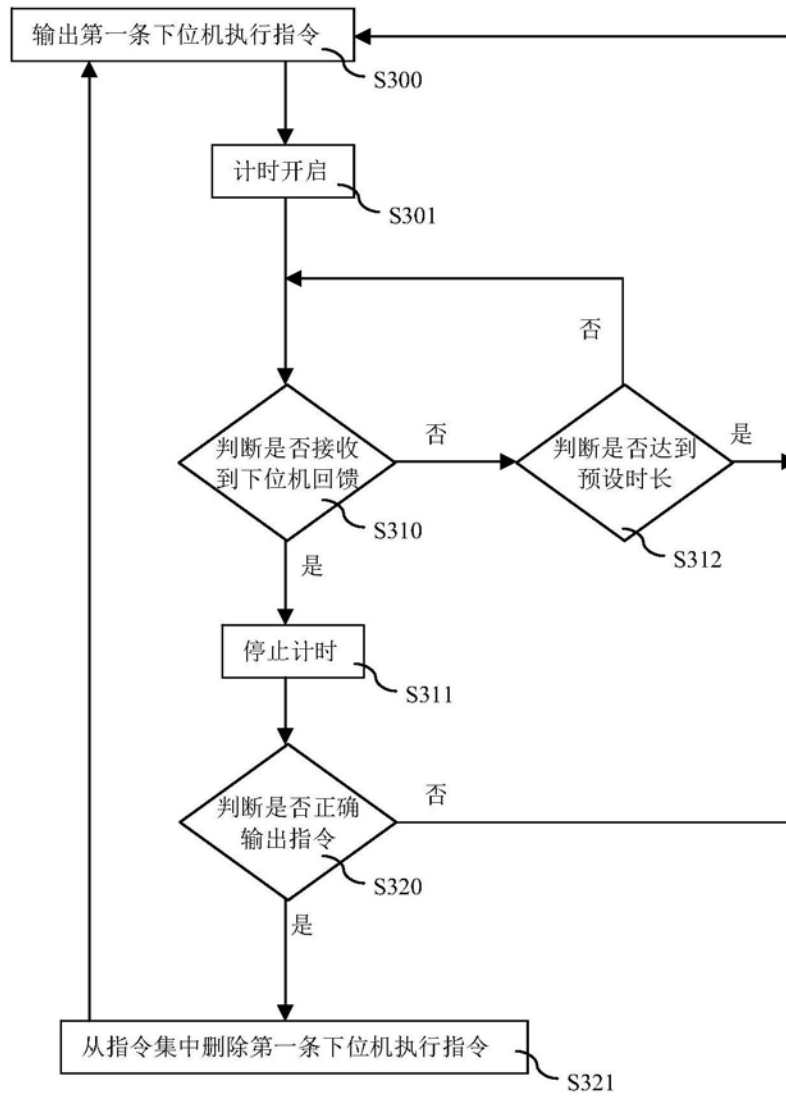 输出第一条下位机执行指令
S300
计时开启
S301
否
判断是否接收
到下位机回馈
S310
否
判断是否达到
预设时长
S312
是
是
停止计时
S311
判断是否正确
输出指令
S320
否
是
从指令集中删除第一条下位机执行指令
S321